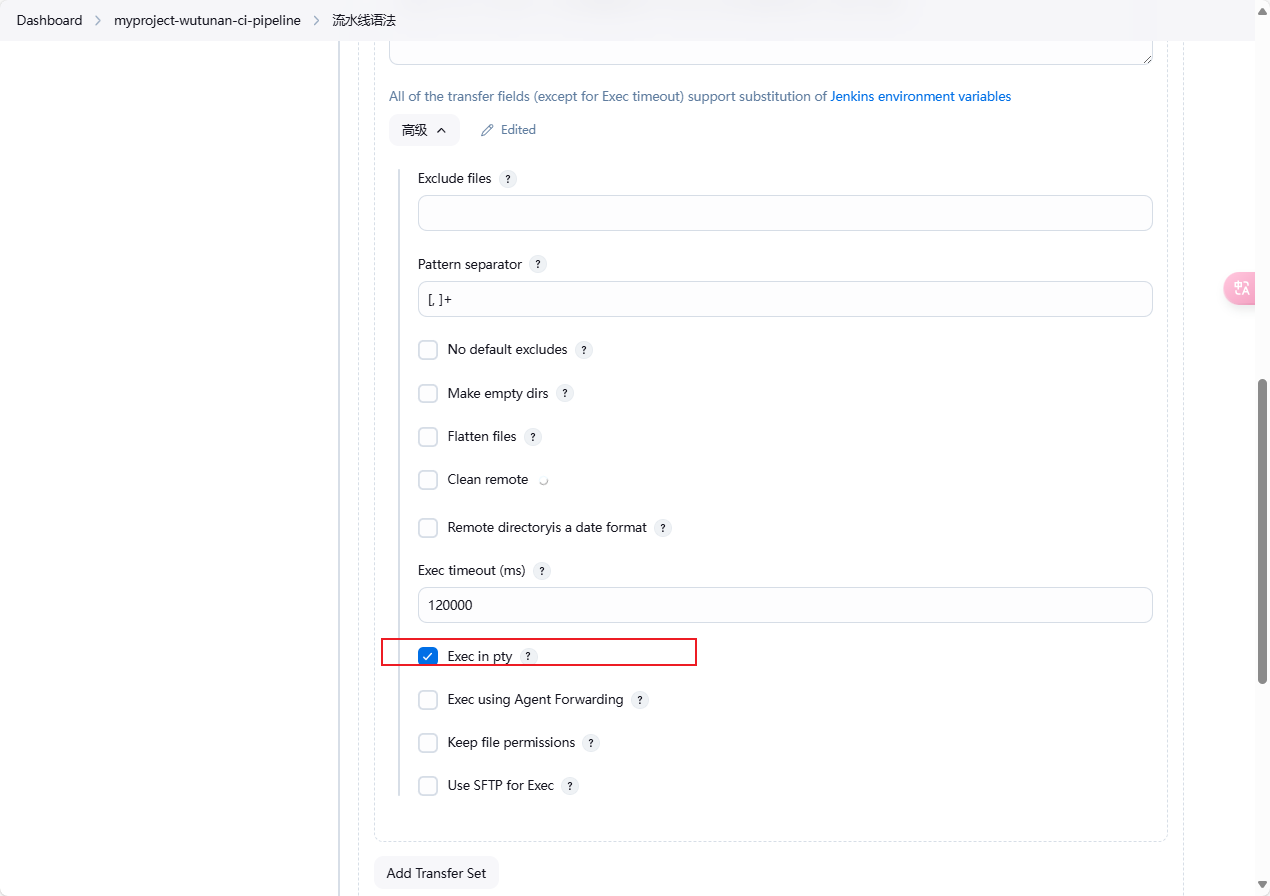 Dashboard > myproject-wutunan-ci-pipeline > 流水线语法
All of the transfer fields (except for Exec timeout) support substitution of Jenkins environment variables
高级 Edited
Exclude files ?
Pattern separator ?
[, ]+
No default excludes ?
Make empty dirs ?
Flatten files ?
Clean remote
Remote directoryis a date format ?
Exec timeout (ms) ?
120000
Exec in pty ?
Exec using Agent Forwarding ?
Keep file permissions ?
Use SFTP for Exec ?
Add Transfer Set
中A